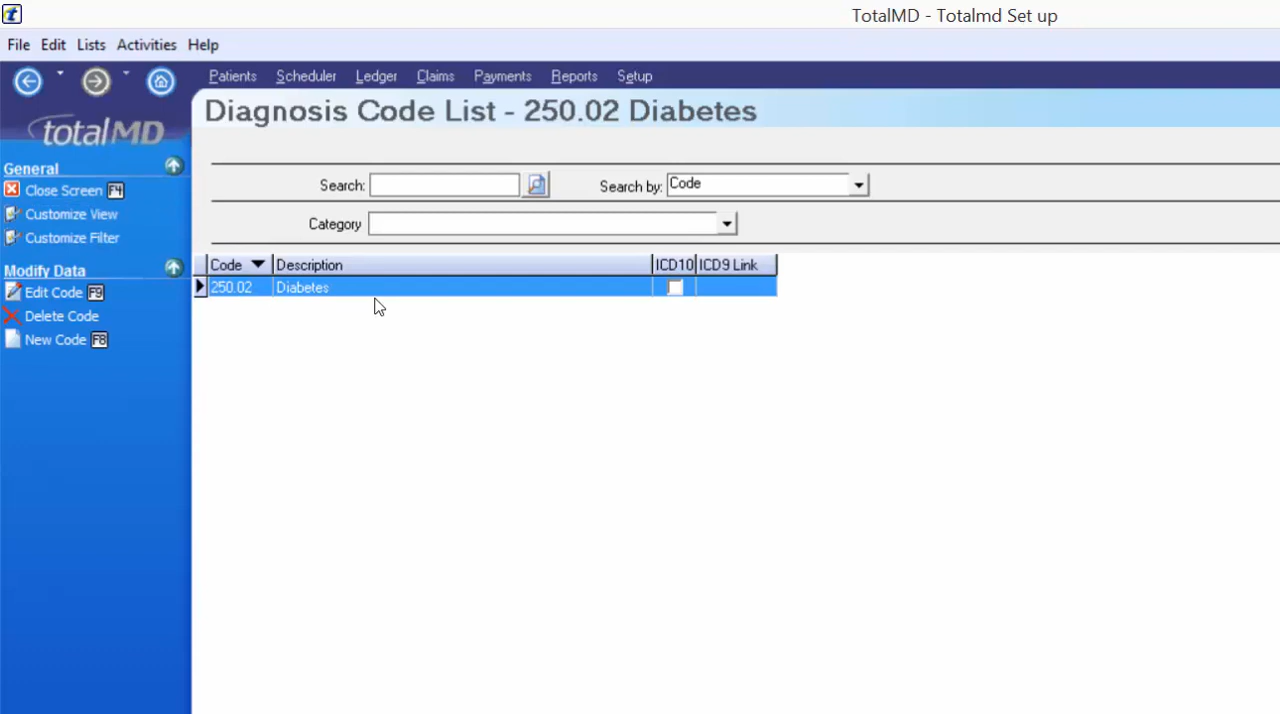 TotalMD - Totalmd Set up
File Edit Lists Activities Help
Patients Scheduler Ledger Claims Payments Reports Setup
totalMD
Diagnosis Code List - 250.02 Diabetes
General
Close Screen F4
Customize View
Customize Filter
Modify Data
Edit Code F9
Delete Code
New Code F8
Search: Search by: Code
Category
Code Description ICD10 ICD9 Link
250.02 Diabetes